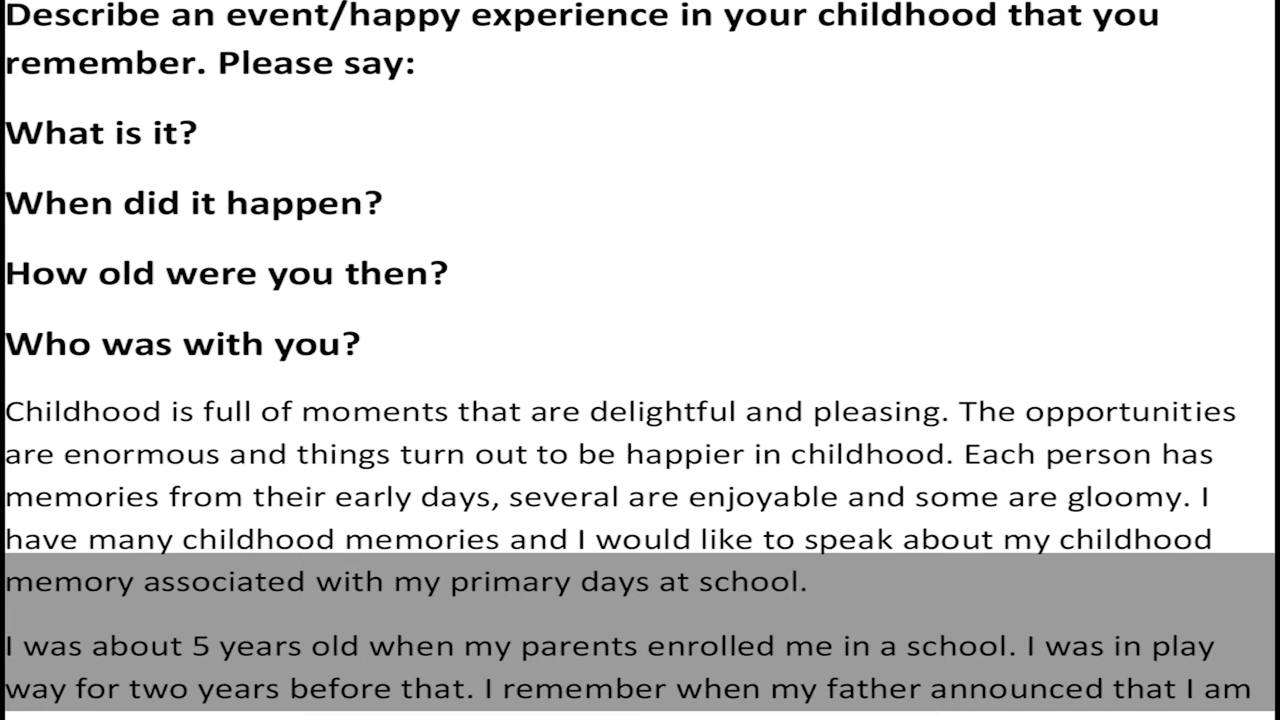 Describe an event/happy experience in your childhood that you
remember. Please say:
What is it?
When did it happen?
How old were you then?
Who was with you?
Childhood is full of moments that are delightful and pleasing. The opportunities
are enormous and things turn out to be happier in childhood. Each person has
memories from their early days, several are enjoyable and some are gloomy. I
have many childhood memories and I would like to speak about my childhood
memory associated with my primary days at school.
I was about 5 years old when my parents enrolled me in a school. I was in play
way for two years before that. I remember when my father announced that I am